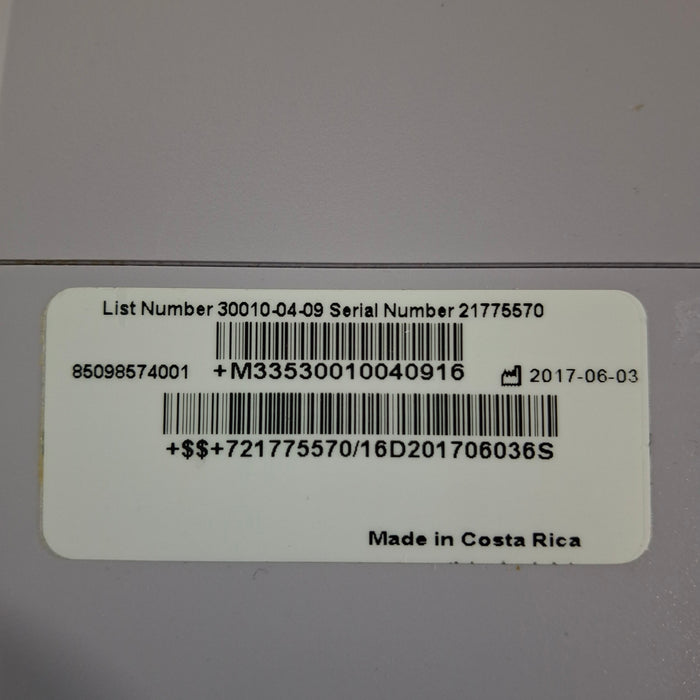 List Number 30010-04-09 Serial Number 21775570
85098574001 +M33530010040916 2017-06-03
+$$+721775570/16D201706036S
Made in Costa Rica